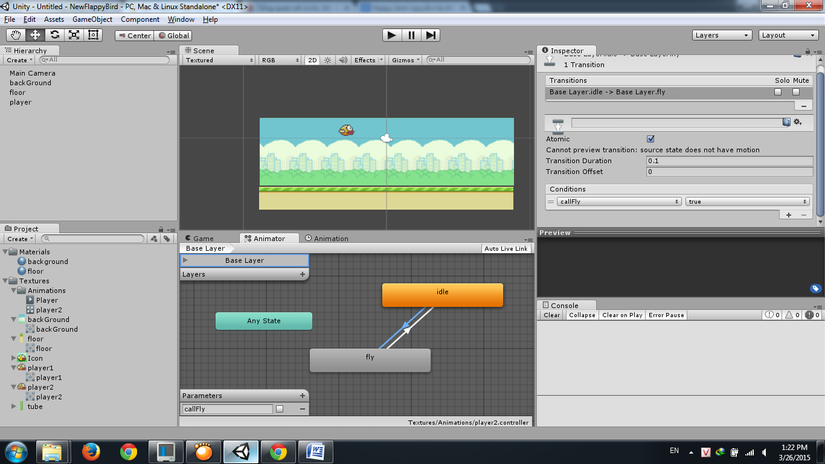 Unity - Untitled - NewFlappyBird - PC, Mac & Linux Standalone* <DX11>
File Edit Assets GameObject Component Window Help
Center Global Layers Layout
Hierarchy
Create All
Main Camera
backGround
floor
player
Scene
Textured RGB 2D Effects Gizmos All
Project
Create
Materials
background
floor
Textures
Animations
Player
player2
backGround
backGround
floor
floor
Icon
player1
player1
player2
player2
tube
Game Animator Animation
Base Layer Auto Live Link
Base Layer
Layers +
idle
Any State
fly
Parameters +
callFly
Textures/Animations/player2.controller
Inspector
1 Transition
Transitions Solo Mute
Base Layer.idle -> Base Layer.fly
Atomic
Cannot preview transition: source state does not have motion
Transition Duration 0.1
Transition Offset 0
Conditions
callFly true
Preview
Console
Clear Collapse Clear on Play Error Pause 0 0 0
EN
1:22 PM
3/26/2015